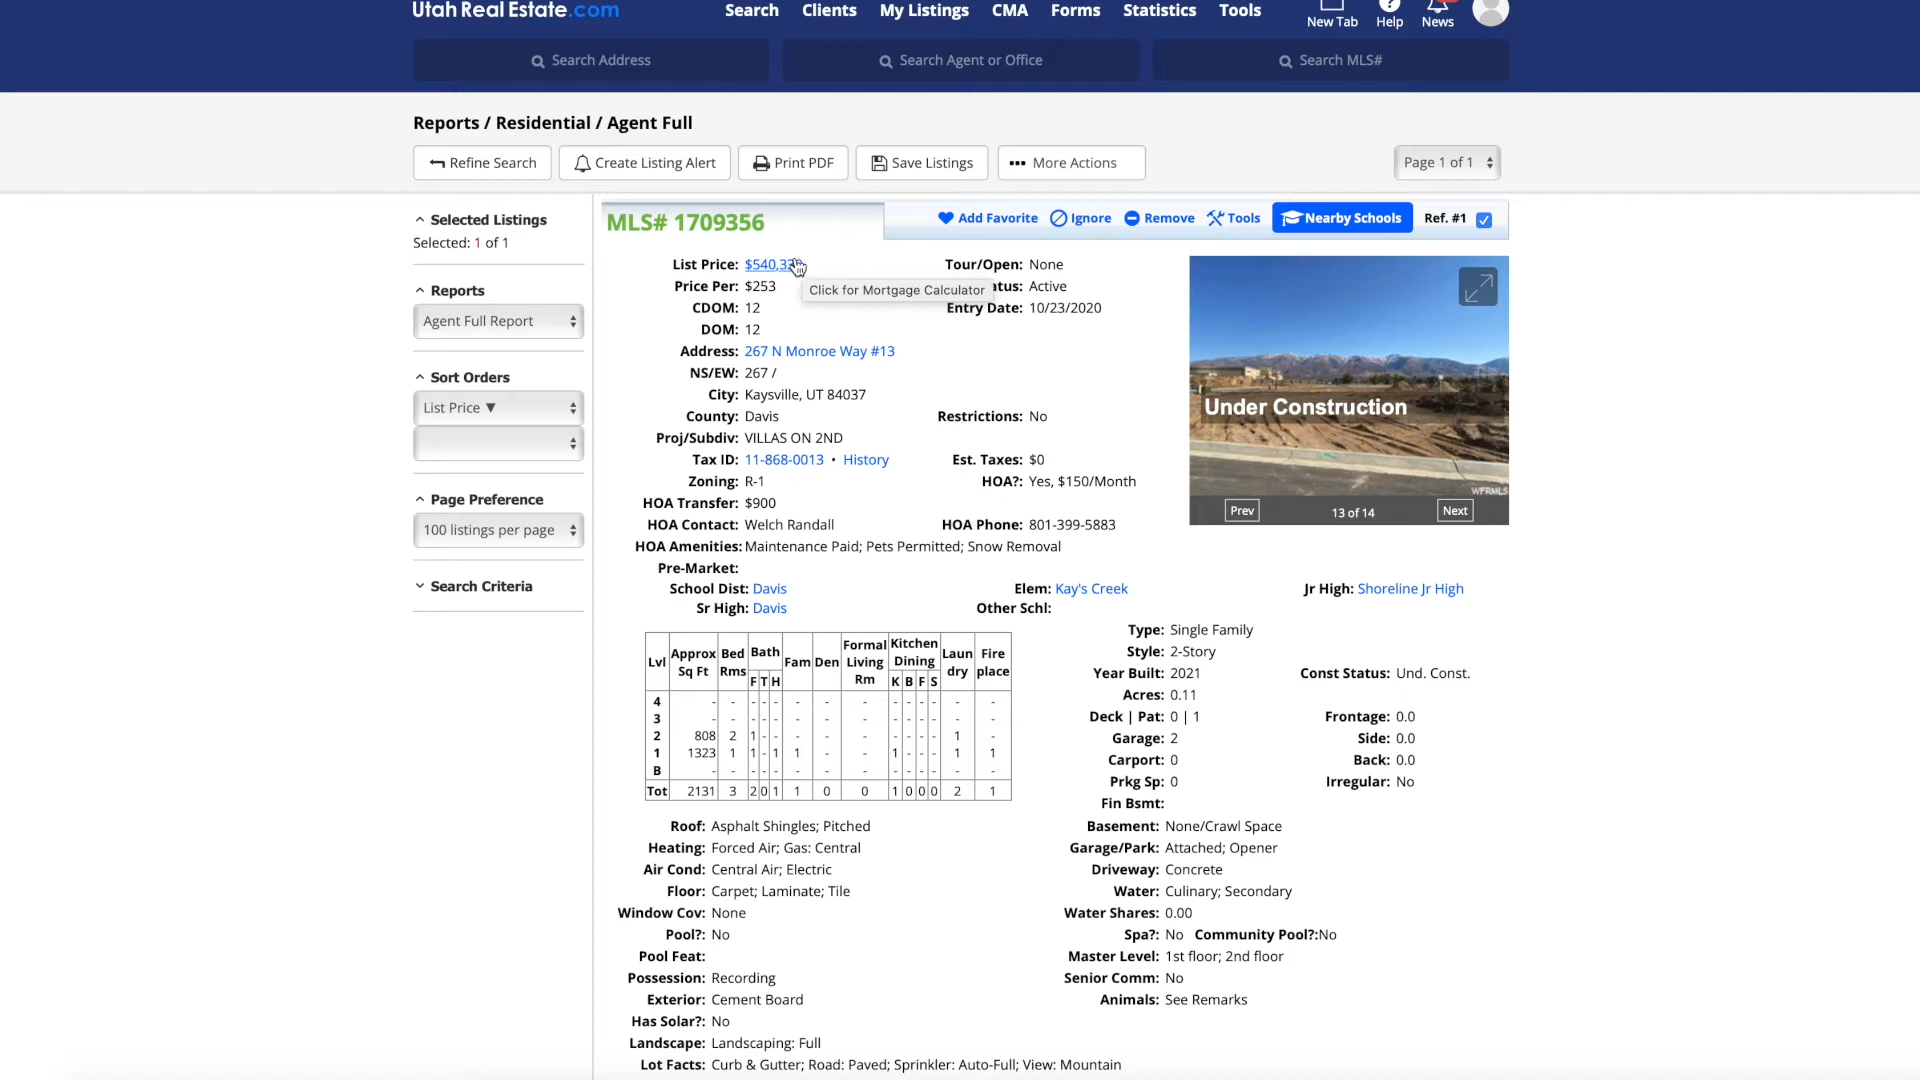 Utah Real Estate.com
Search Clients My Listings CMA Forms Statistics Tools
New Tab Help News
Search Address Search Agent or Office Search MLS#
Reports / Residential / Agent Full
Refine Search Create Listing Alert Print PDF Save Listings ••• More Actions Page 1 of 1
Selected Listings
Selected: 1 of 1
Reports
Agent Full Report
Sort Orders
List Price ▼
Page Preference
100 listings per page
Search Criteria
MLS# 1709356 Add Favorite Ignore Remove Tools Nearby Schools Ref. #1
List Price: Tour/Open: None
Price Per: $253 Click for Mortgage Calculator Active
CDOM: 12 Entry Date: 10/23/2020
DOM: 12
Address: 267 N Monroe Way #13
NS/EW: 267 /
City: Kaysville, UT 84037
County: Davis Restrictions: No
Proj/Subdiv: VILLAS ON 2ND
Tax ID: 11-868-0013 • History Est. Taxes: $0
Zoning: R-1 HOA?: Yes, $150/Month
HOA Transfer: $900
HOA Contact: Welch Randall HOA Phone: 801-399-5883
HOA Amenities: Maintenance Paid; Pets Permitted; Snow Removal
Pre-Market:
School Dist: Davis Elem: Kay's Creek Jr High: Shoreline Jr High
Sr High: Davis Other Schl:
Under Construction
WFRMLS
Prev 13 of 14 Next
Lvl Approx Sq Ft Bed Rms Bath F T H Fam Den Formal Living Rm Kitchen Dining K B F S Laun dry Fire place
4 - - - - - - - - - - - - - -
3 - - - - - - - - - - - - - -
2 808 2 1 - - - - - - - - - 1 -
1 1323 1 1 - 1 1 - - 1 - - - 1 1
B - - - - - - - - - - - - - -
Tot 2131 3 2 0 1 1 0 0 1 0 0 0 2 1
Type: Single Family
Style: 2-Story
Year Built: 2021 Const Status: Und. Const.
Acres: 0.11
Deck | Pat: 0 | 1 Frontage: 0.0
Garage: 2 Side: 0.0
Carport: 0 Back: 0.0
Prkg Sp: 0 Irregular: No
Fin Bsmt:
Roof: Asphalt Shingles; Pitched Basement: None/Crawl Space
Heating: Forced Air; Gas: Central Garage/Park: Attached; Opener
Air Cond: Central Air; Electric Driveway: Concrete
Floor: Carpet; Laminate; Tile Water: Culinary; Secondary
Window Cov: None Water Shares: 0.00
Pool?: No Spa?: No Community Pool?:No
Pool Feat: Master Level: 1st floor; 2nd floor
Possession: Recording Senior Comm: No
Exterior: Cement Board Animals: See Remarks
Has Solar?: No
Landscape: Landscaping: Full
Lot Facts: Curb & Gutter; Road: Paved; Sprinkler: Auto-Full; View: Mountain